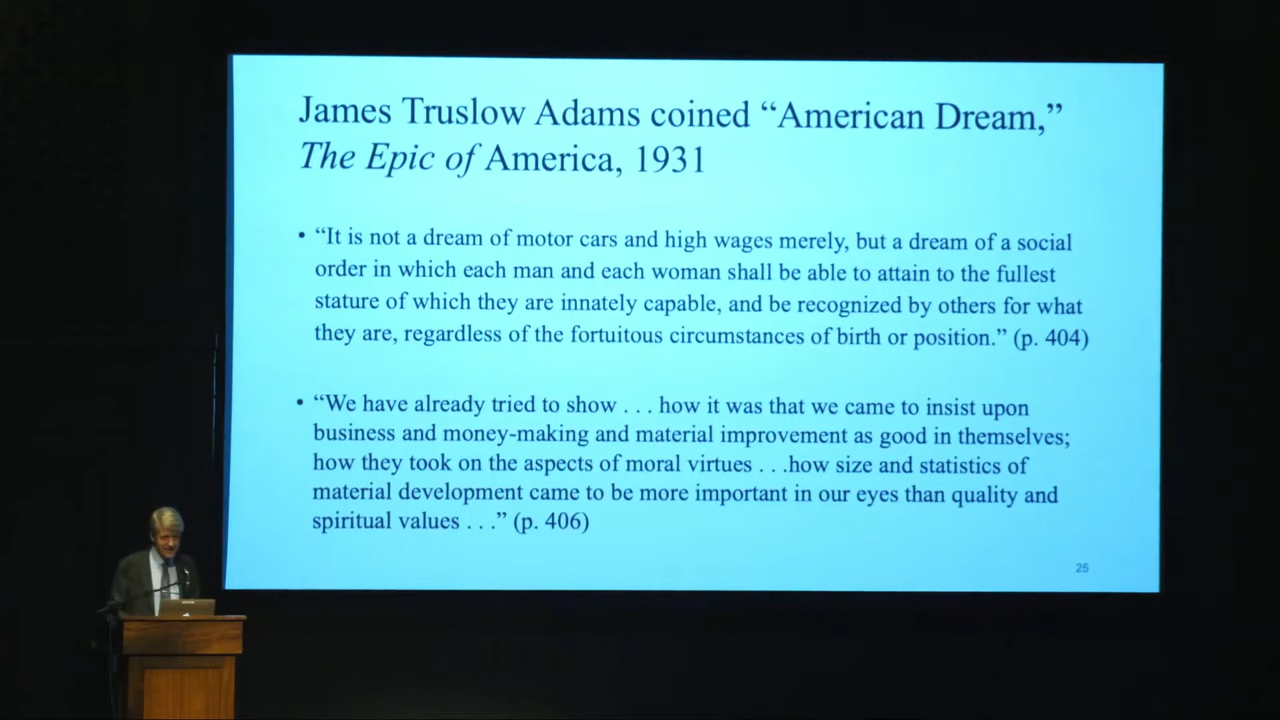 James Truslow Adams coined “American Dream,”
The Epic of America, 1931
• “It is not a dream of motor cars and high wages merely, but a dream of a social
order in which each man and each woman shall be able to attain to the fullest
stature of which they are innately capable, and be recognized by others for what
they are, regardless of the fortuitous circumstances of birth or position.” (p. 404)
• “We have already tried to show . . . how it was that we came to insist upon
business and money-making and material improvement as good in themselves;
how they took on the aspects of moral virtues . . .how size and statistics of
material development came to be more important in our eyes than quality and
spiritual values . . .” (p. 406)
25